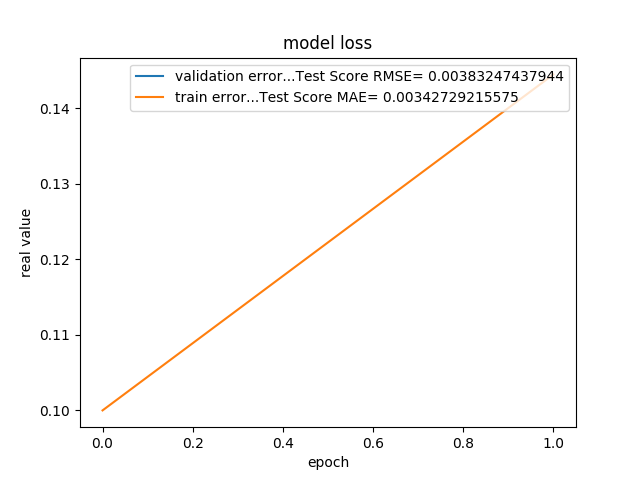 model loss
validation error...Test Score RMSE= 0.00383247437944
train error...Test Score MAE= 0.00342729215575
0.14
0.13
0.12
0.11
0.10
real value
0.0 0.2 0.4 0.6 0.8 1.0
epoch